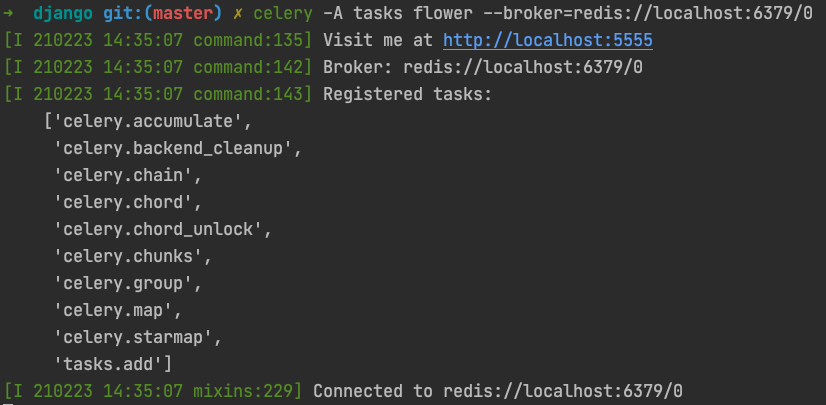 ➜  django git:(master) ✗ celery -A tasks flower --broker=redis://localhost:6379/0
[I 210223 14:35:07 command:135] Visit me at http://localhost:5555
[I 210223 14:35:07 command:142] Broker: redis://localhost:6379/0
[I 210223 14:35:07 command:143] Registered tasks:
    ['celery.accumulate',
     'celery.backend_cleanup',
     'celery.chain',
     'celery.chord',
     'celery.chord_unlock',
     'celery.chunks',
     'celery.group',
     'celery.map',
     'celery.starmap',
     'tasks.add']
[I 210223 14:35:07 mixins:229] Connected to redis://localhost:6379/0